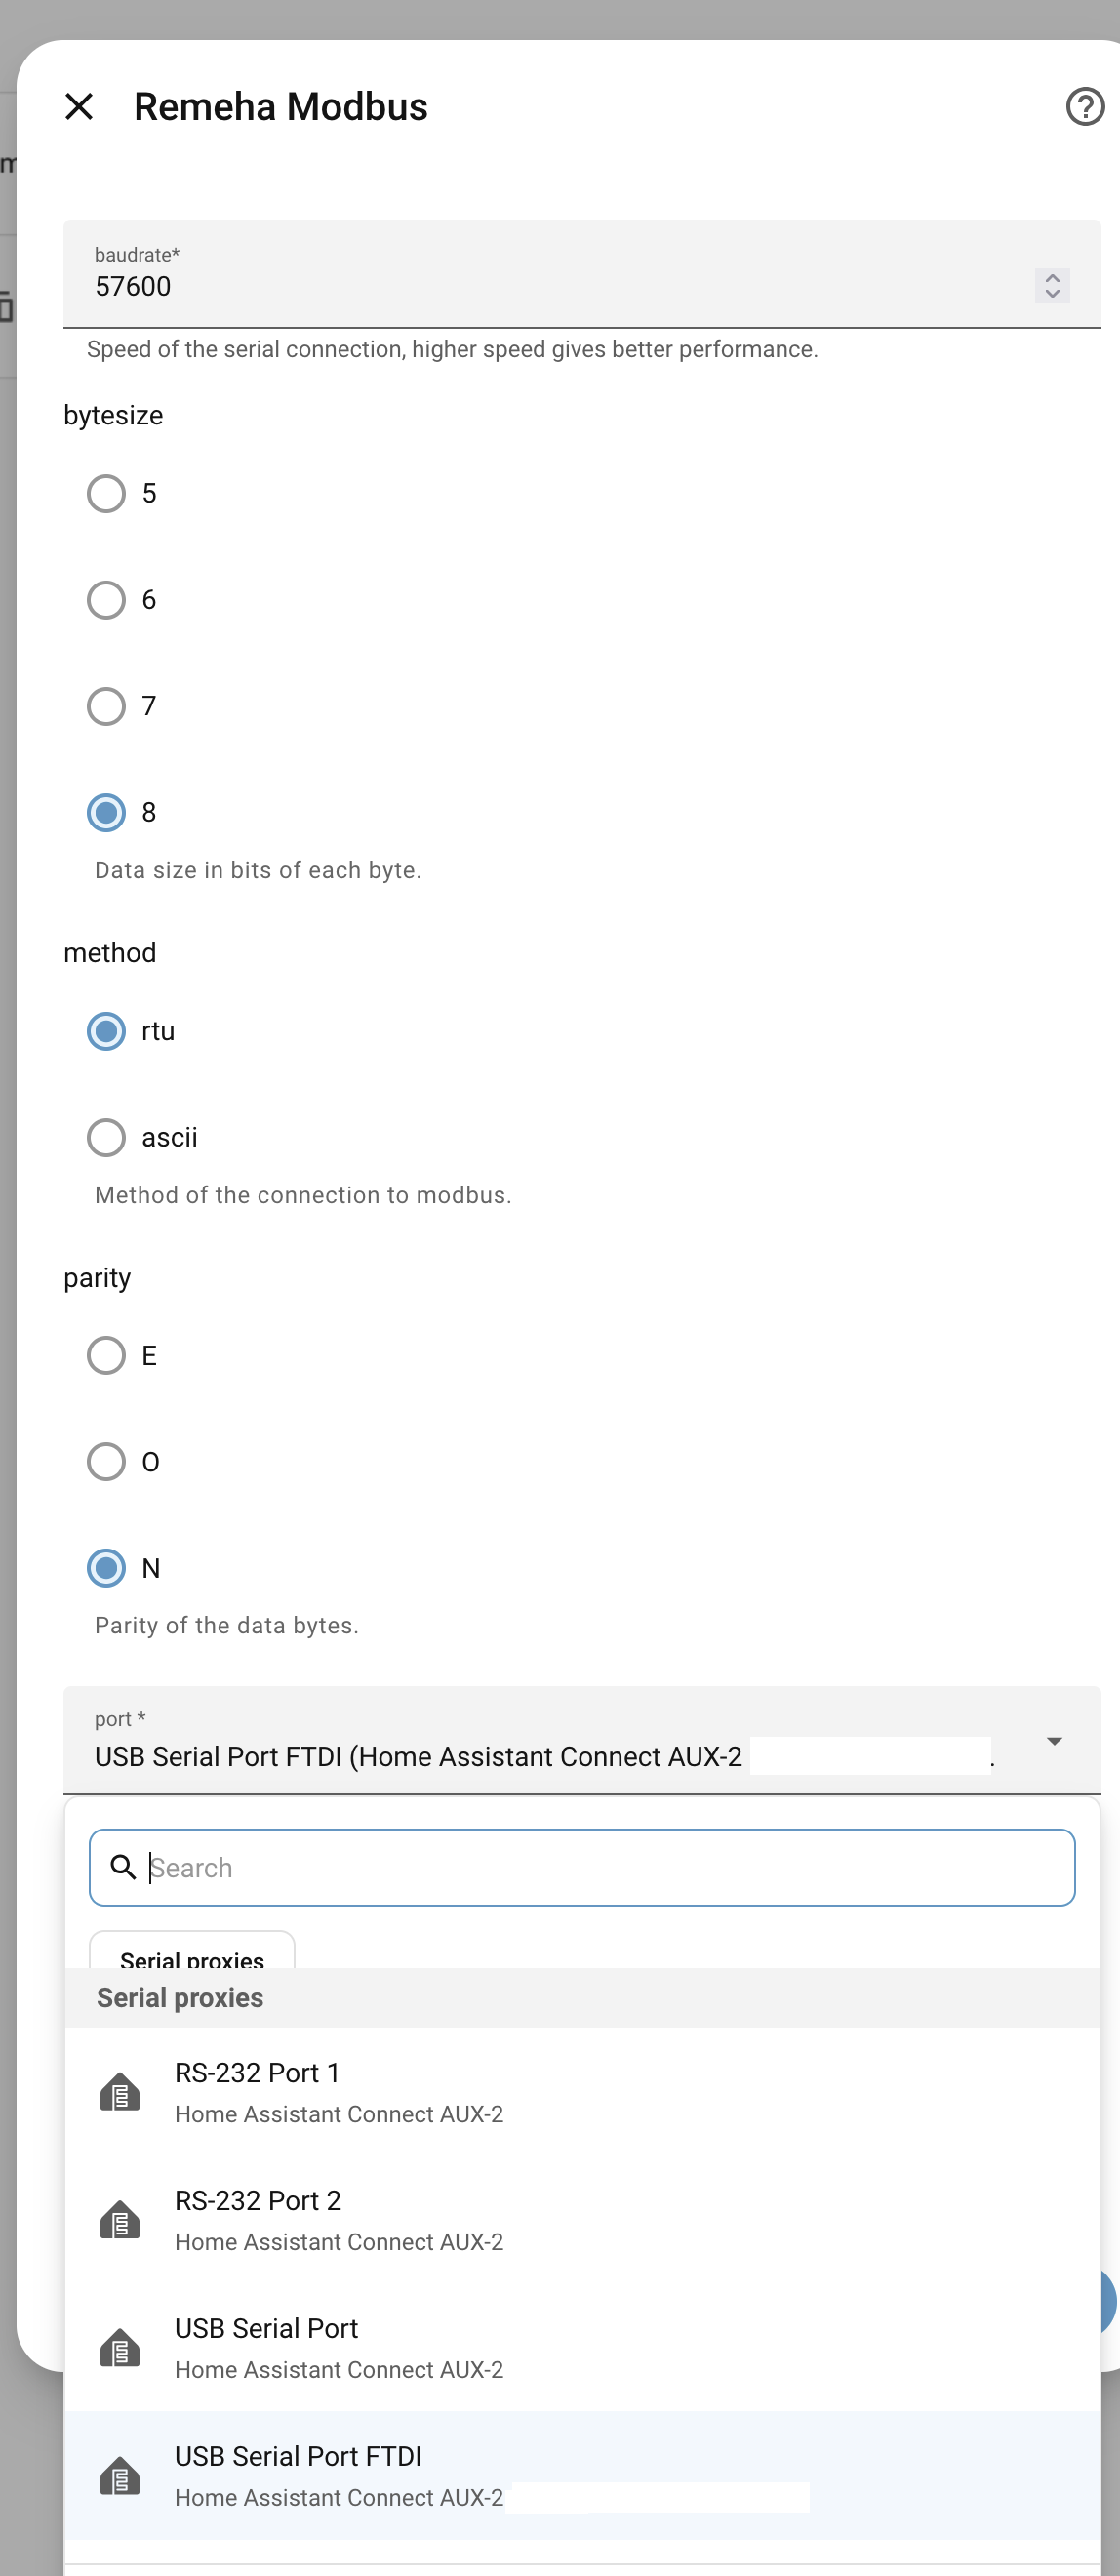 Remeha Modbus
baudrate*
57600
Speed of the serial connection, higher speed gives better performance.
bytesize
5
6
7
8
Data size in bits of each byte.
method
rtu
ascii
Method of the connection to modbus.
parity
E
O
N
Parity of the data bytes.
port *
USB Serial Port FTDI (Home Assistant Connect AUX-2 .
Search
Serial proxies
Serial proxies
RS-232 Port 1
Home Assistant Connect AUX-2
RS-232 Port 2
Home Assistant Connect AUX-2
USB Serial Port
Home Assistant Connect AUX-2
USB Serial Port FTDI
Home Assistant Connect AUX-2